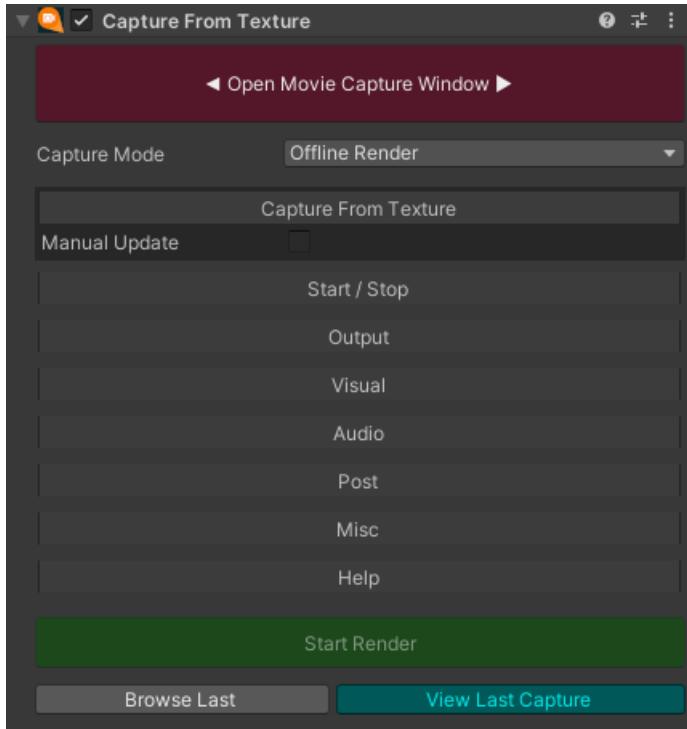 Capture From Texture
◄ Open Movie Capture Window ►
Capture Mode Offline Render
Capture From Texture
Manual Update
Start / Stop
Output
Visual
Audio
Post
Misc
Help
Start Render
Browse Last View Last Capture